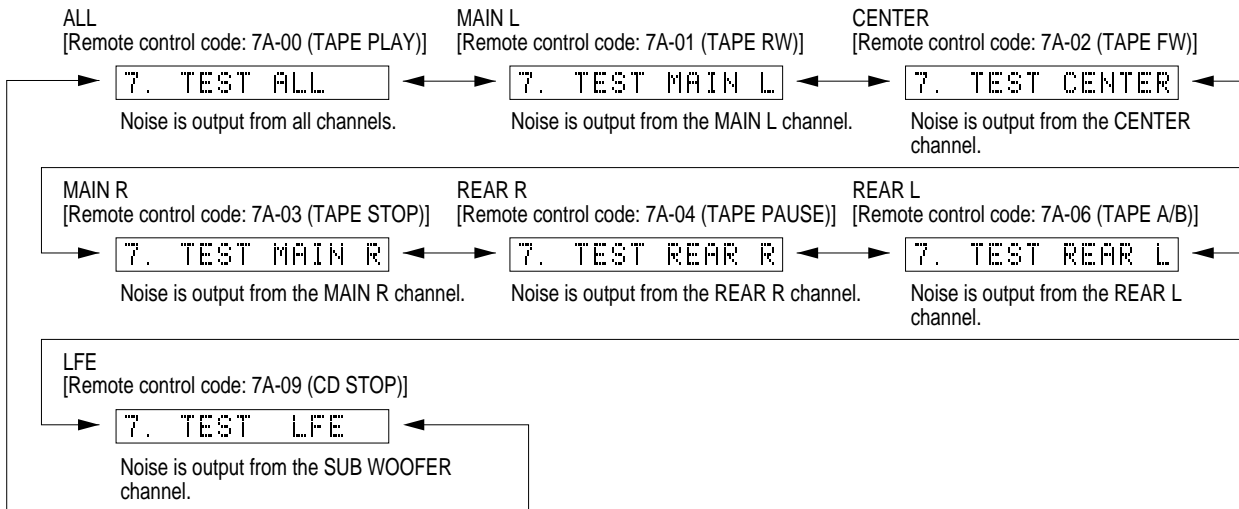 ALL
[Remote control code: 7A-00 (TAPE PLAY)]
7. TEST ALL
Noise is output from all channels.
MAIN L
[Remote control code: 7A-01 (TAPE RW)]
7. TEST MAIN L
Noise is output from the MAIN L channel.
CENTER
[Remote control code: 7A-02 (TAPE FW)]
7. TEST CENTER
Noise is output from the CENTER
channel.
MAIN R
[Remote control code: 7A-03 (TAPE STOP)]
7. TEST MAIN R
Noise is output from the MAIN R channel.
REAR R
[Remote control code: 7A-04 (TAPE PAUSE)]
7. TEST REAR R
Noise is output from the REAR R channel.
REAR L
[Remote control code: 7A-06 (TAPE A/B)]
7. TEST REAR L
Noise is output from the REAR L
channel.
LFE
[Remote control code: 7A-09 (CD STOP)]
7. TEST LFE
Noise is output from the SUB WOOFER
channel.